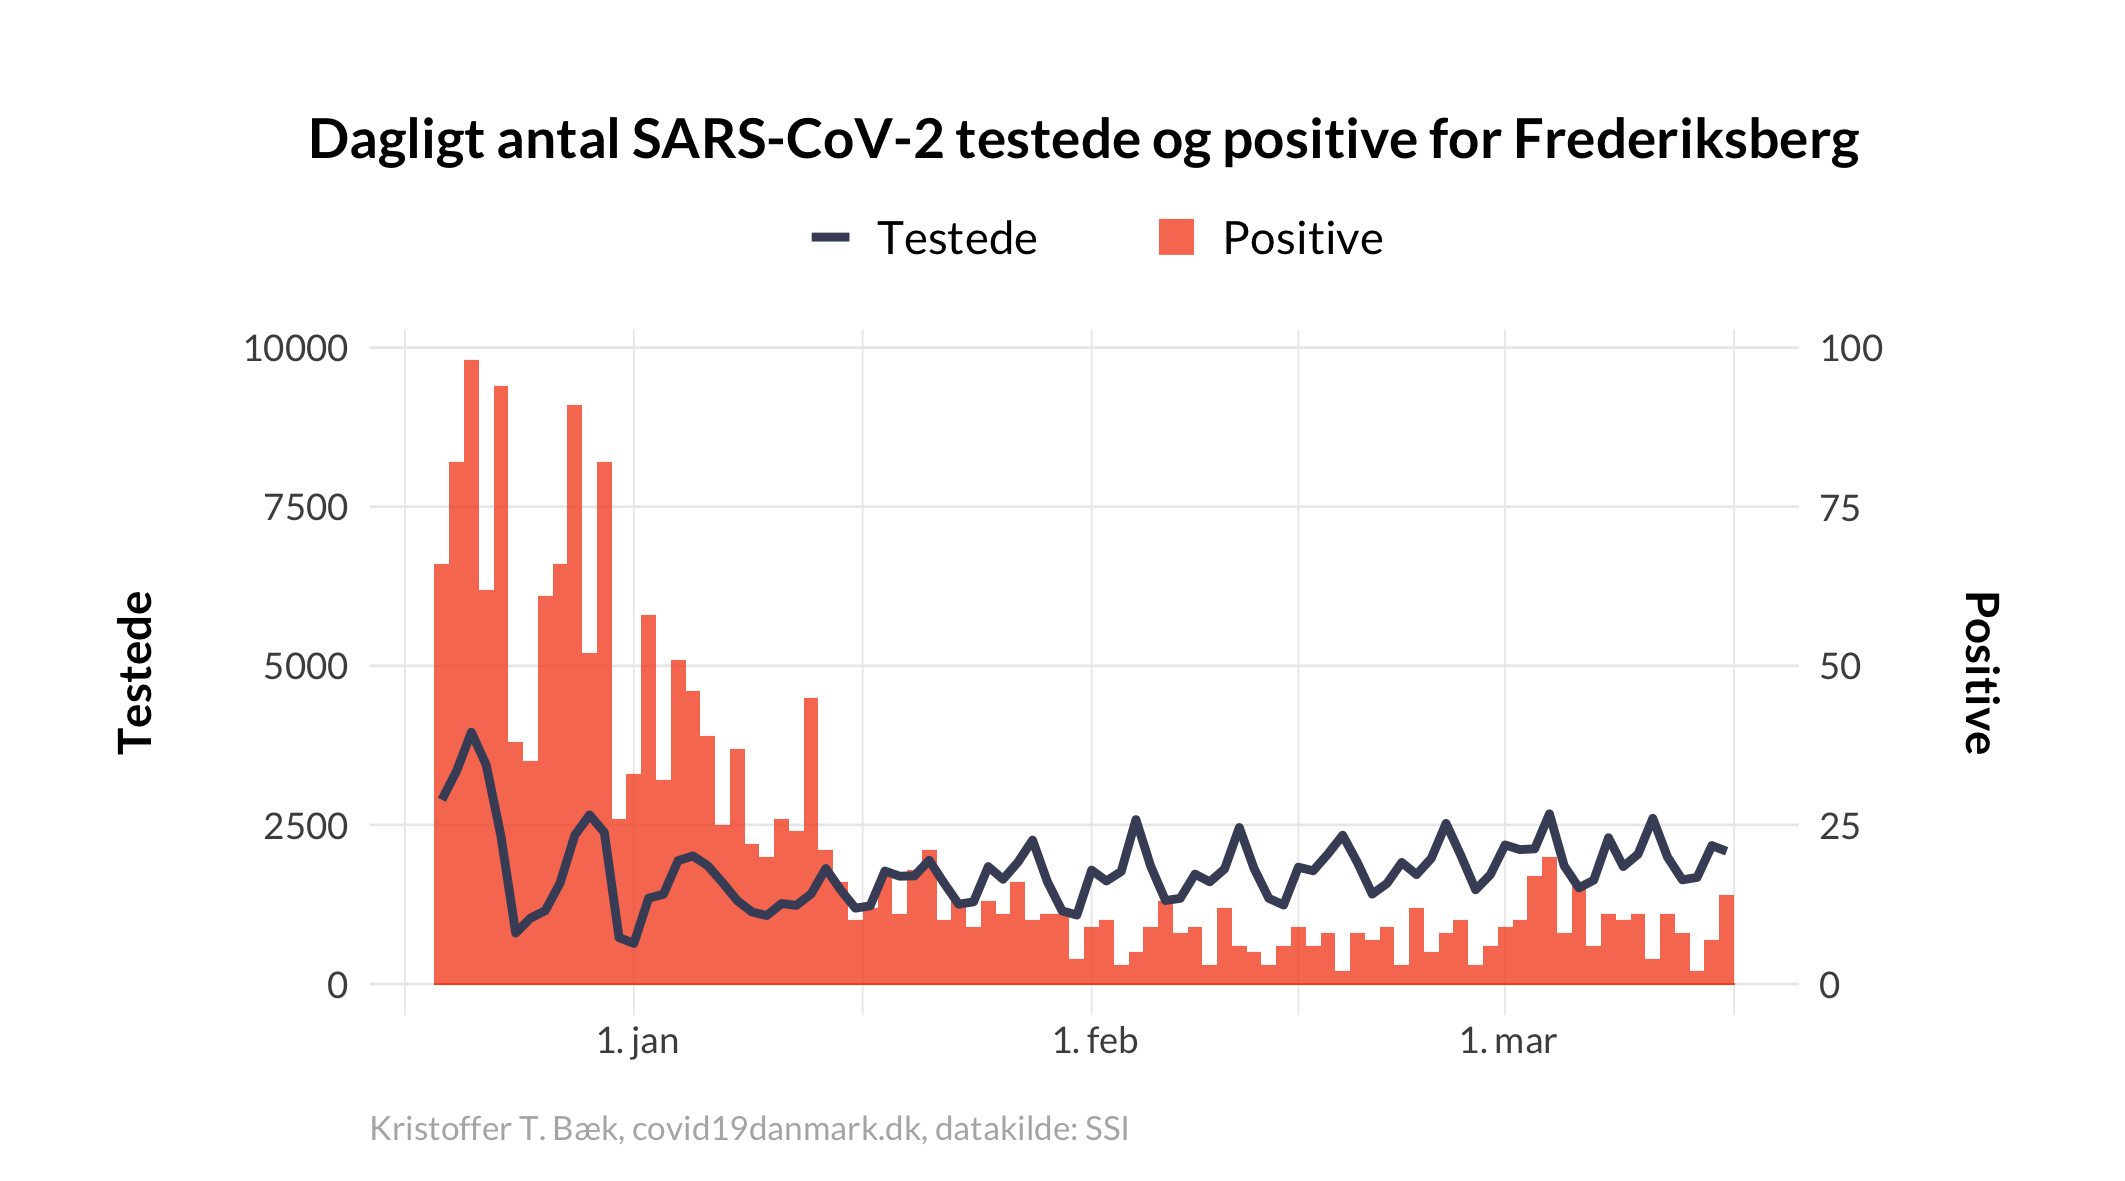 Dagligt antal SARS-CoV-2 testede og positive for Frederiksberg
Testede
Positive
10000
7500
5000
2500
0
100
75
50
25
0
Testede
Positive
1. jan
1. feb
1. mar
Kristoffer T. Bæk, covid19danmark.dk, datakilde: SSI